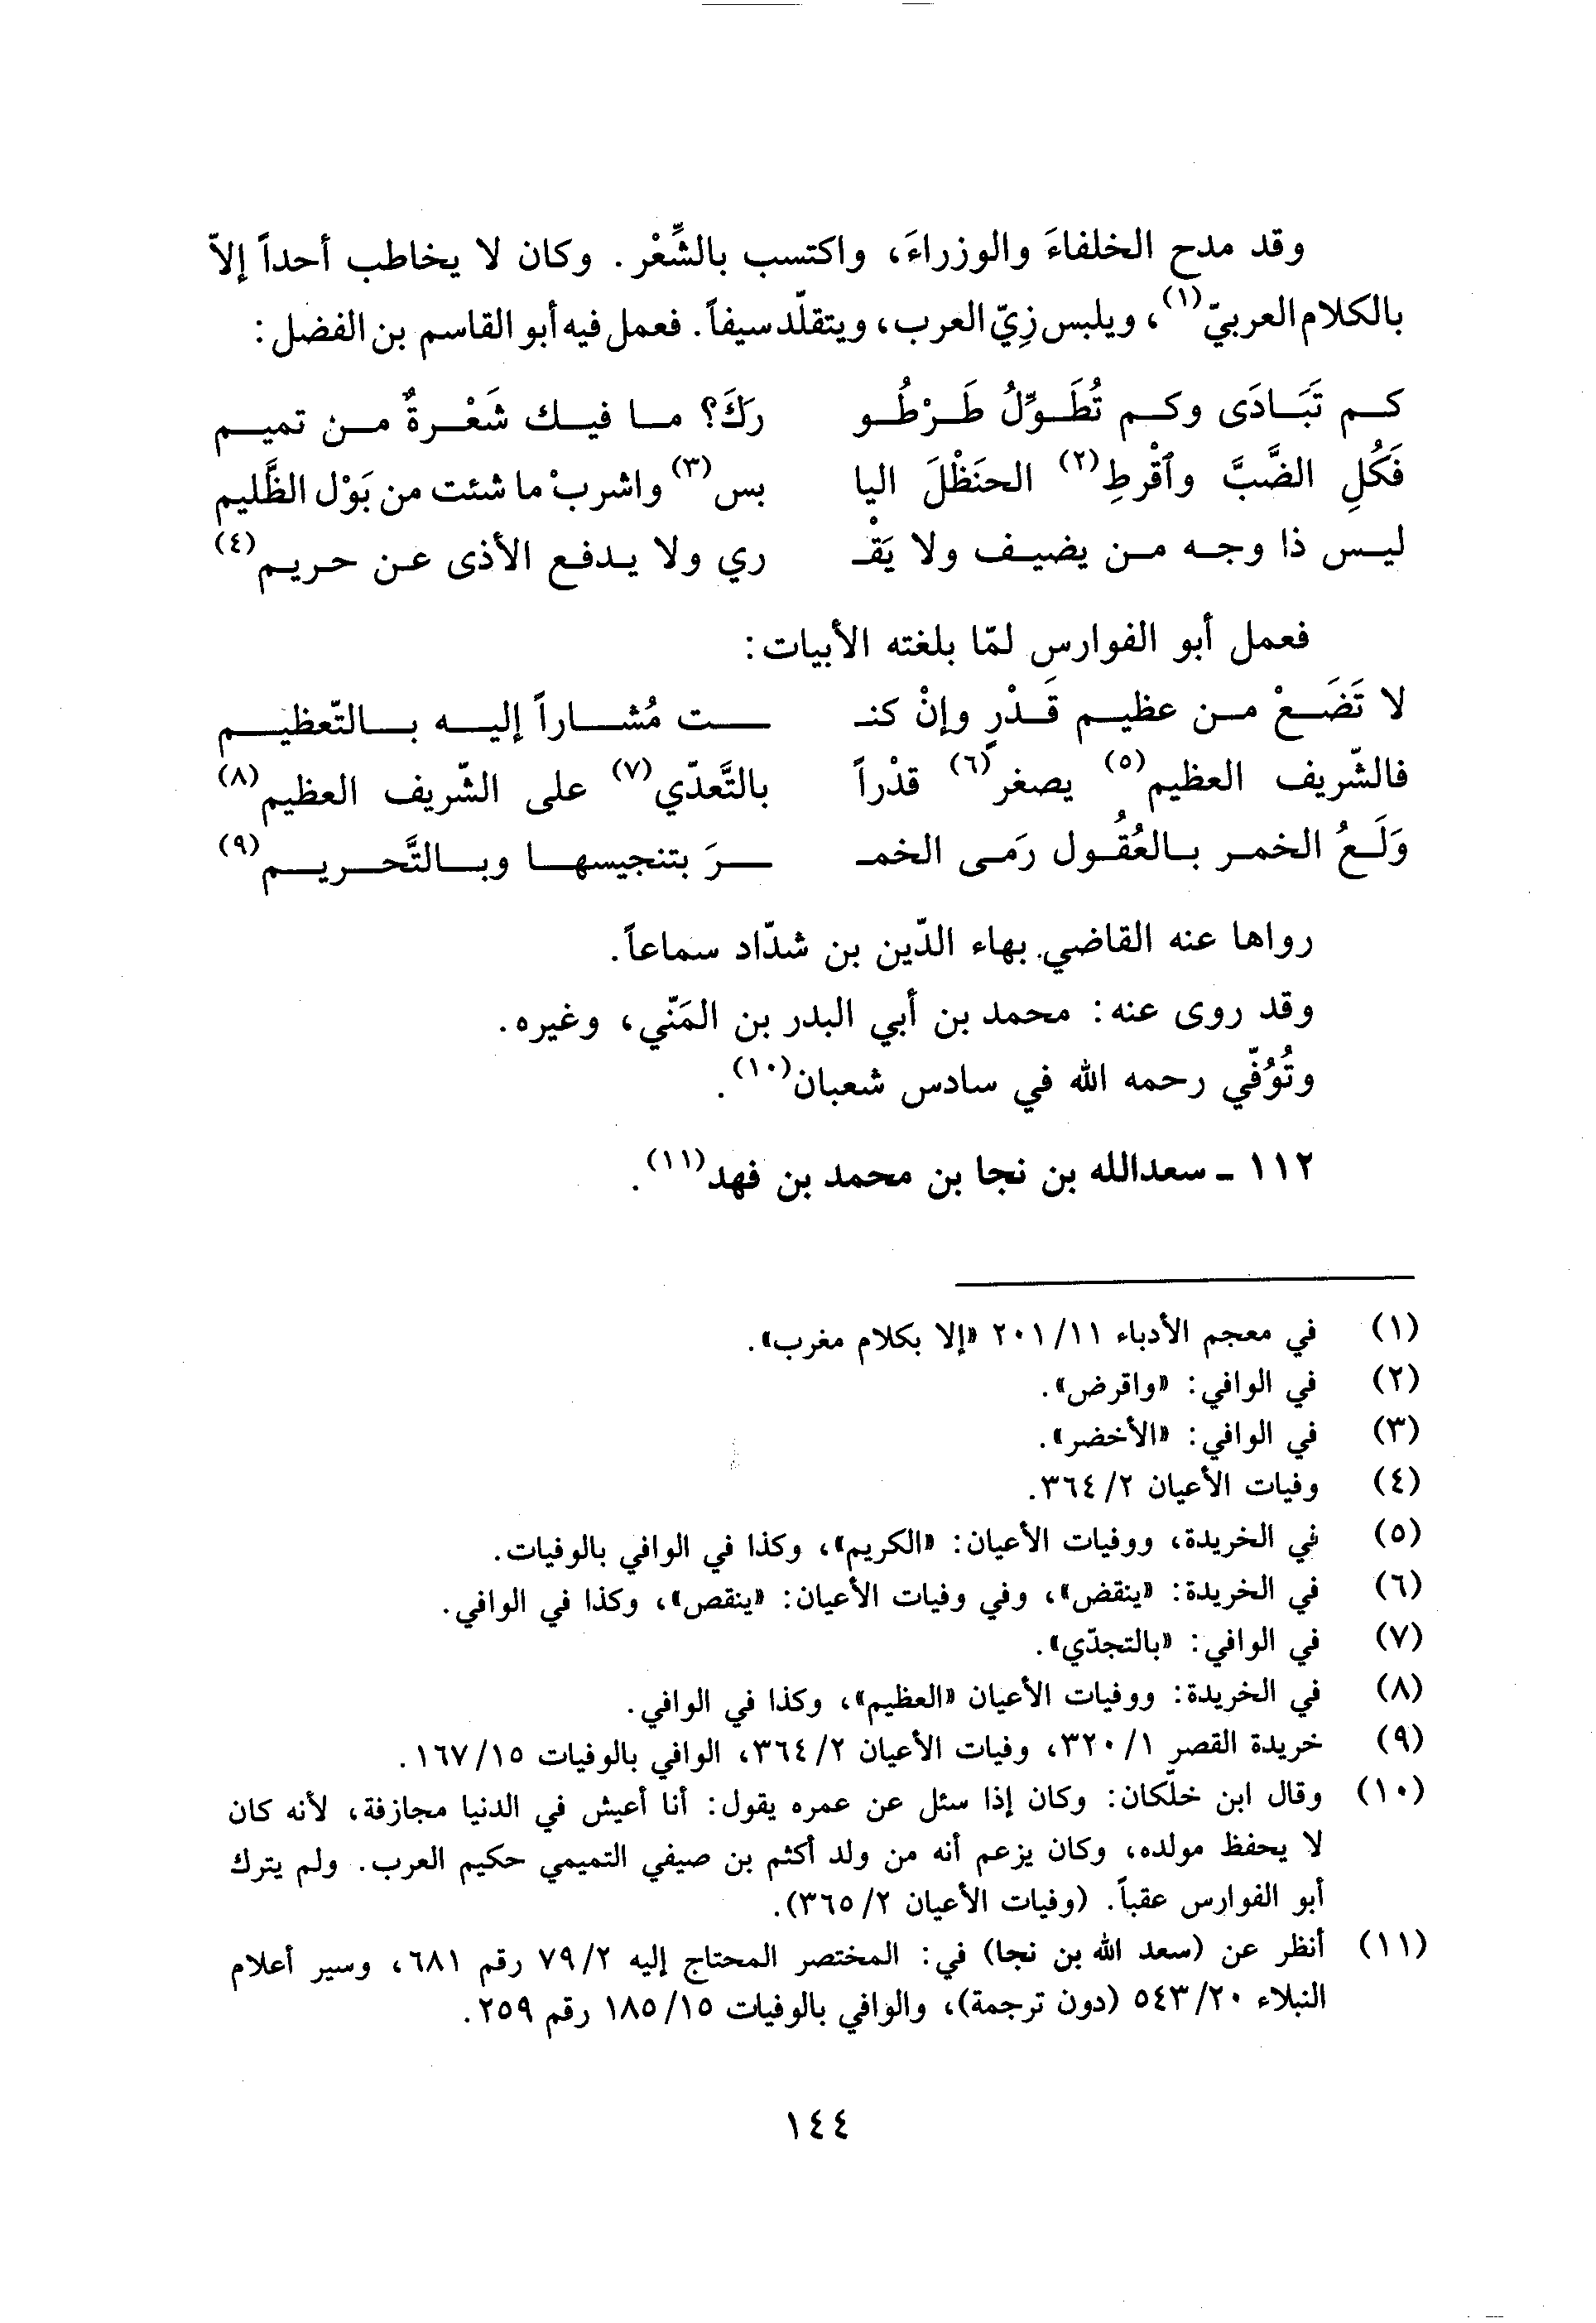 وقد مدح الخلفاءَ والوزراءَ، واكتسب بالشِّعْر. وكان لا يخاطب أحداً إلاّ
بالكلام العربيّ(١)، ويلبس زِيّ العرب، ويتقلّد سيفاً. فعمل فيه أبو القاسم بن الفضل:
كم تَبَادَى وكم تُطَوِّلُ طَرْطُو رَكَ؟ ما فيك شَعْرةٌ من تميم
فَكُلِ الضَّبَّ وٱقْرطِ(٢) الحنَظْلَ اليا بس(٣) واشربْ ما شئت من بَوْل الظَّليم
ليس ذا وجه من يضيف ولا يَقْـ ري ولا يدفع الأذى عن حريم(٤)
فعمل أبو الفوارس لمّا بلغته الأبيات:
لا تَضَعْ من عظيم قَدْرٍ وإنْ كنـ ـت مُشاراً إليه بالتّعظيم
فالشّريف العظيم(٥) يصغر(٦) قدْراً بالتَّعدّي(٧) على الشّريف العظيم(٨)
وَلَعُ الخمر بالعُقُول رَمى الخمـ ـرَ بتنجيسها وبالتَّحريم(٩)
رواها عنه القاضي بهاء الدّين بن شدّاد سماعاً.
وقد روى عنه: محمد بن أبي البدر بن المَنّي، وغيره.
وتُوُفّي رحمه الله في سادس شعبان(١٠).
١١٢ - سعدالله بن نجا بن محمد بن فهد(١١).
(١) في معجم الأدباء ٢٠١/١١ «إلا بكلام مغرب».
(٢) في الوافي: «واقرض».
(٣) في الوافي: «الأخضر».
(٤) وفيات الأعيان ٣٦٤/٢.
(٥) في الخريدة، ووفيات الأعيان: «الكريم»، وكذا في الوافي بالوفيات.
(٦) في الخريدة: «ينقض»، وفي وفيات الأعيان: «ينقص»، وكذا في الوافي.
(٧) في الوافي: «بالتجدّي».
(٨) في الخريدة: ووفيات الأعيان «العظيم»، وكذا في الوافي.
(٩) خريدة القصر ٣٢٠/١، وفيات الأعيان ٣٦٤/٢، الوافي بالوفيات ١٦٧/١٥.
(١٠) وقال ابن خلّكان: وكان إذا سئل عن عمره يقول: أنا أعيش في الدنيا مجازفة، لأنه كان
لا يحفظ مولده، وكان يزعم أنه من ولد أكثم بن صيفي التميمي حكيم العرب. ولم يترك
أبو الفوارس عقباً. (وفيات الأعيان ٣٦٥/٢).
(١١) أنظر عن (سعد الله بن نجا) في: المختصر المحتاج إليه ٧٩/٢ رقم ٦٨١، وسير أعلام
النبلاء ٥٤٣/٢٠ (دون ترجمة)، والوافي بالوفيات ١٨٥/١٥ رقم ٢٥٩.
١٤٤